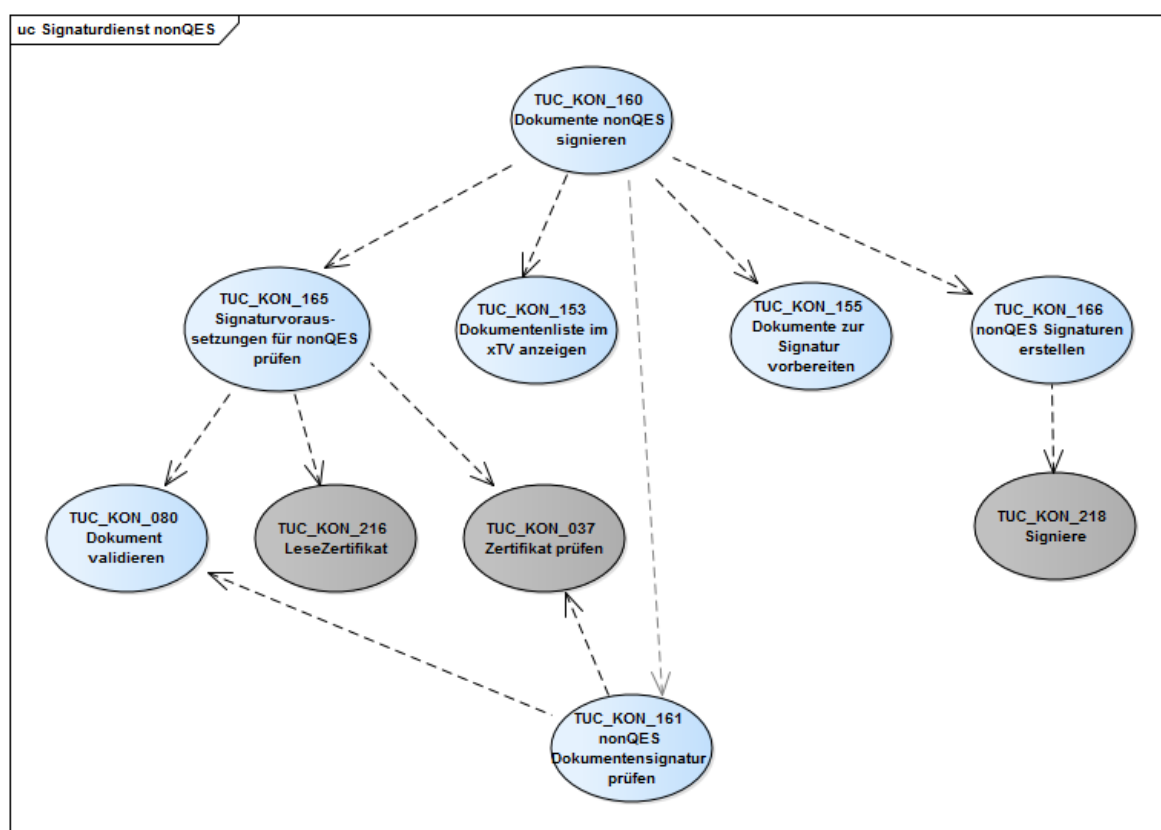 uc Signaturdienst nonQES
TUC_KON_160
Dokumente nonQES
signieren
TUC_KON_165
Signaturvoraus-
setzungen für nonQES
prüfen
TUC_KON_153
Dokumentenliste im
xTV anzeigen
TUC_KON_155
Dokumente zur
Signatur
vorbereiten
TUC_KON_166
nonQES Signaturen
erstellen
TUC_KON_080
Dokument
validieren
TUC_KON_216
LeseZertifikat
TUC_KON_037
Zertifikat prüfen
TUC_KON_218
Signiere
TUC_KON_161
nonQES
Dokumentensignatur
prüfen